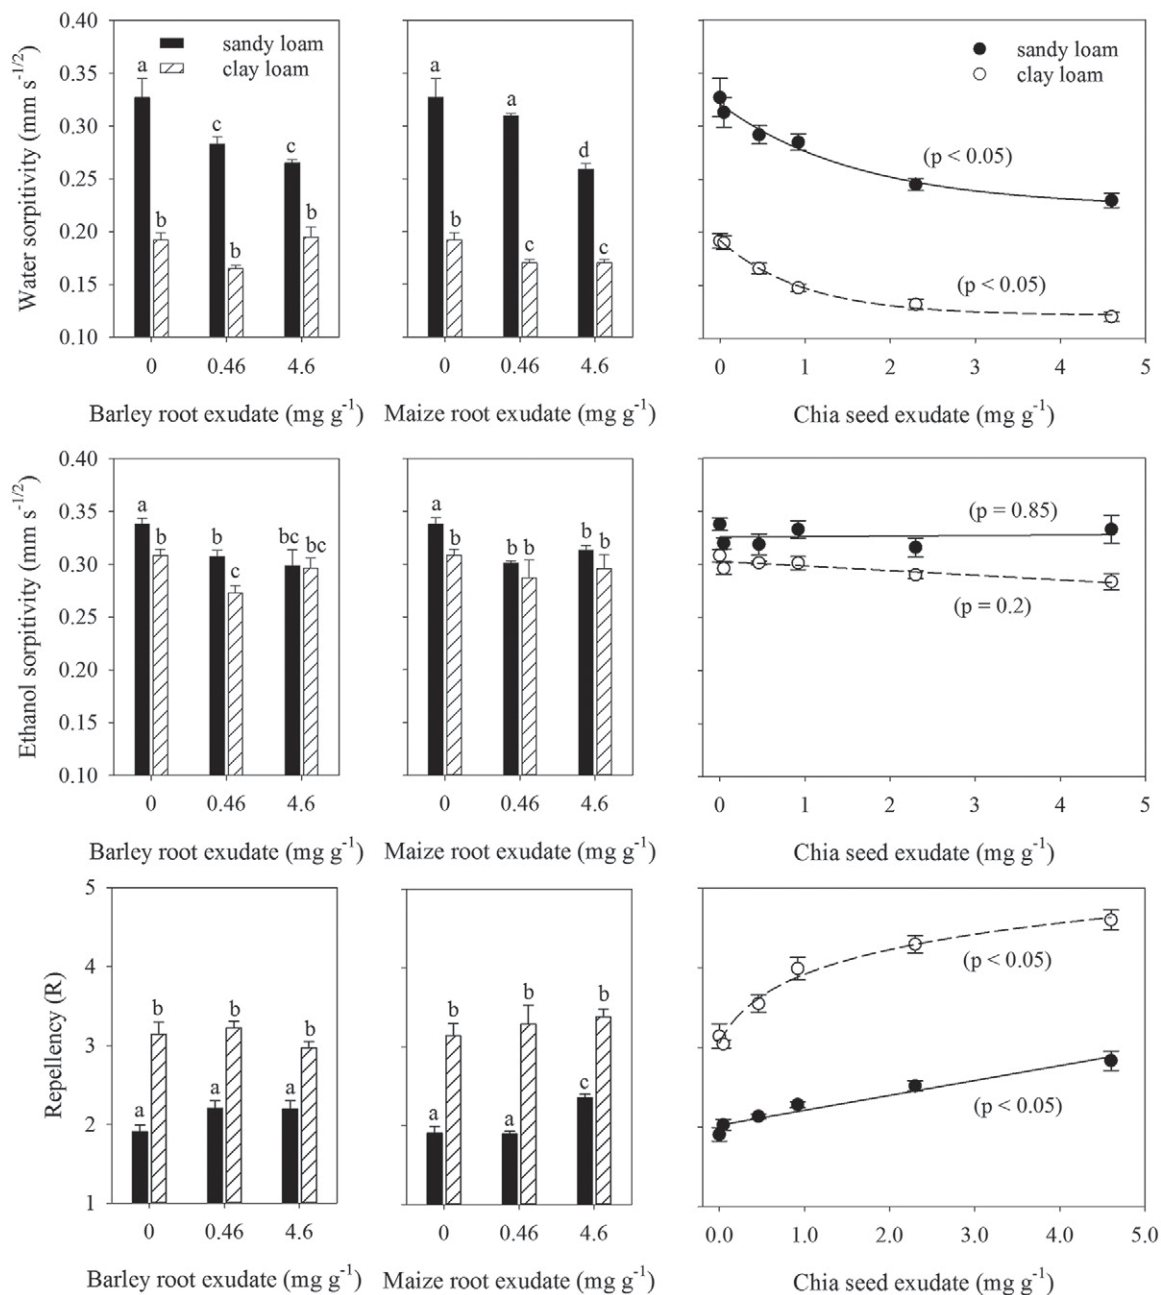 Water sorpitivity (mm s-1/2)
0.40
0.35
0.30
0.25
0.20
0.15
0.10
sandy loam
clay loam
a
b
c
b
c
b
0
0.46
4.6
Barley root exudate (mg g-1)
a
b
a
c
d
c
0
0.46
4.6
Maize root exudate (mg g-1)
sandy loam
clay loam
(p < 0.05)
(p < 0.05)
0
1
2
3
4
5
Chia seed exudate (mg g-1)
Ethanol sorpitivity (mm s-1/2)
0.40
0.35
0.30
0.25
0.20
0.15
0.10
a
b
b
c
bc
bc
0
0.46
4.6
Barley root exudate (mg g-1)
a
b
b
b
b
b
0
0.46
4.6
Maize root exudate (mg g-1)
(p = 0.85)
(p = 0.2)
0
1
2
3
4
5
Chia seed exudate (mg g-1)
Repellency (R)
5
4
3
2
1
a
b
a
b
a
b
0
0.46
4.6
Barley root exudate (mg g-1)
a
b
a
b
c
b
0
0.46
4.6
Maize root exudate (mg g-1)
(p < 0.05)
(p < 0.05)
0.0
1.0
2.0
3.0
4.0
5.0
Chia seed exudate (mg g-1)